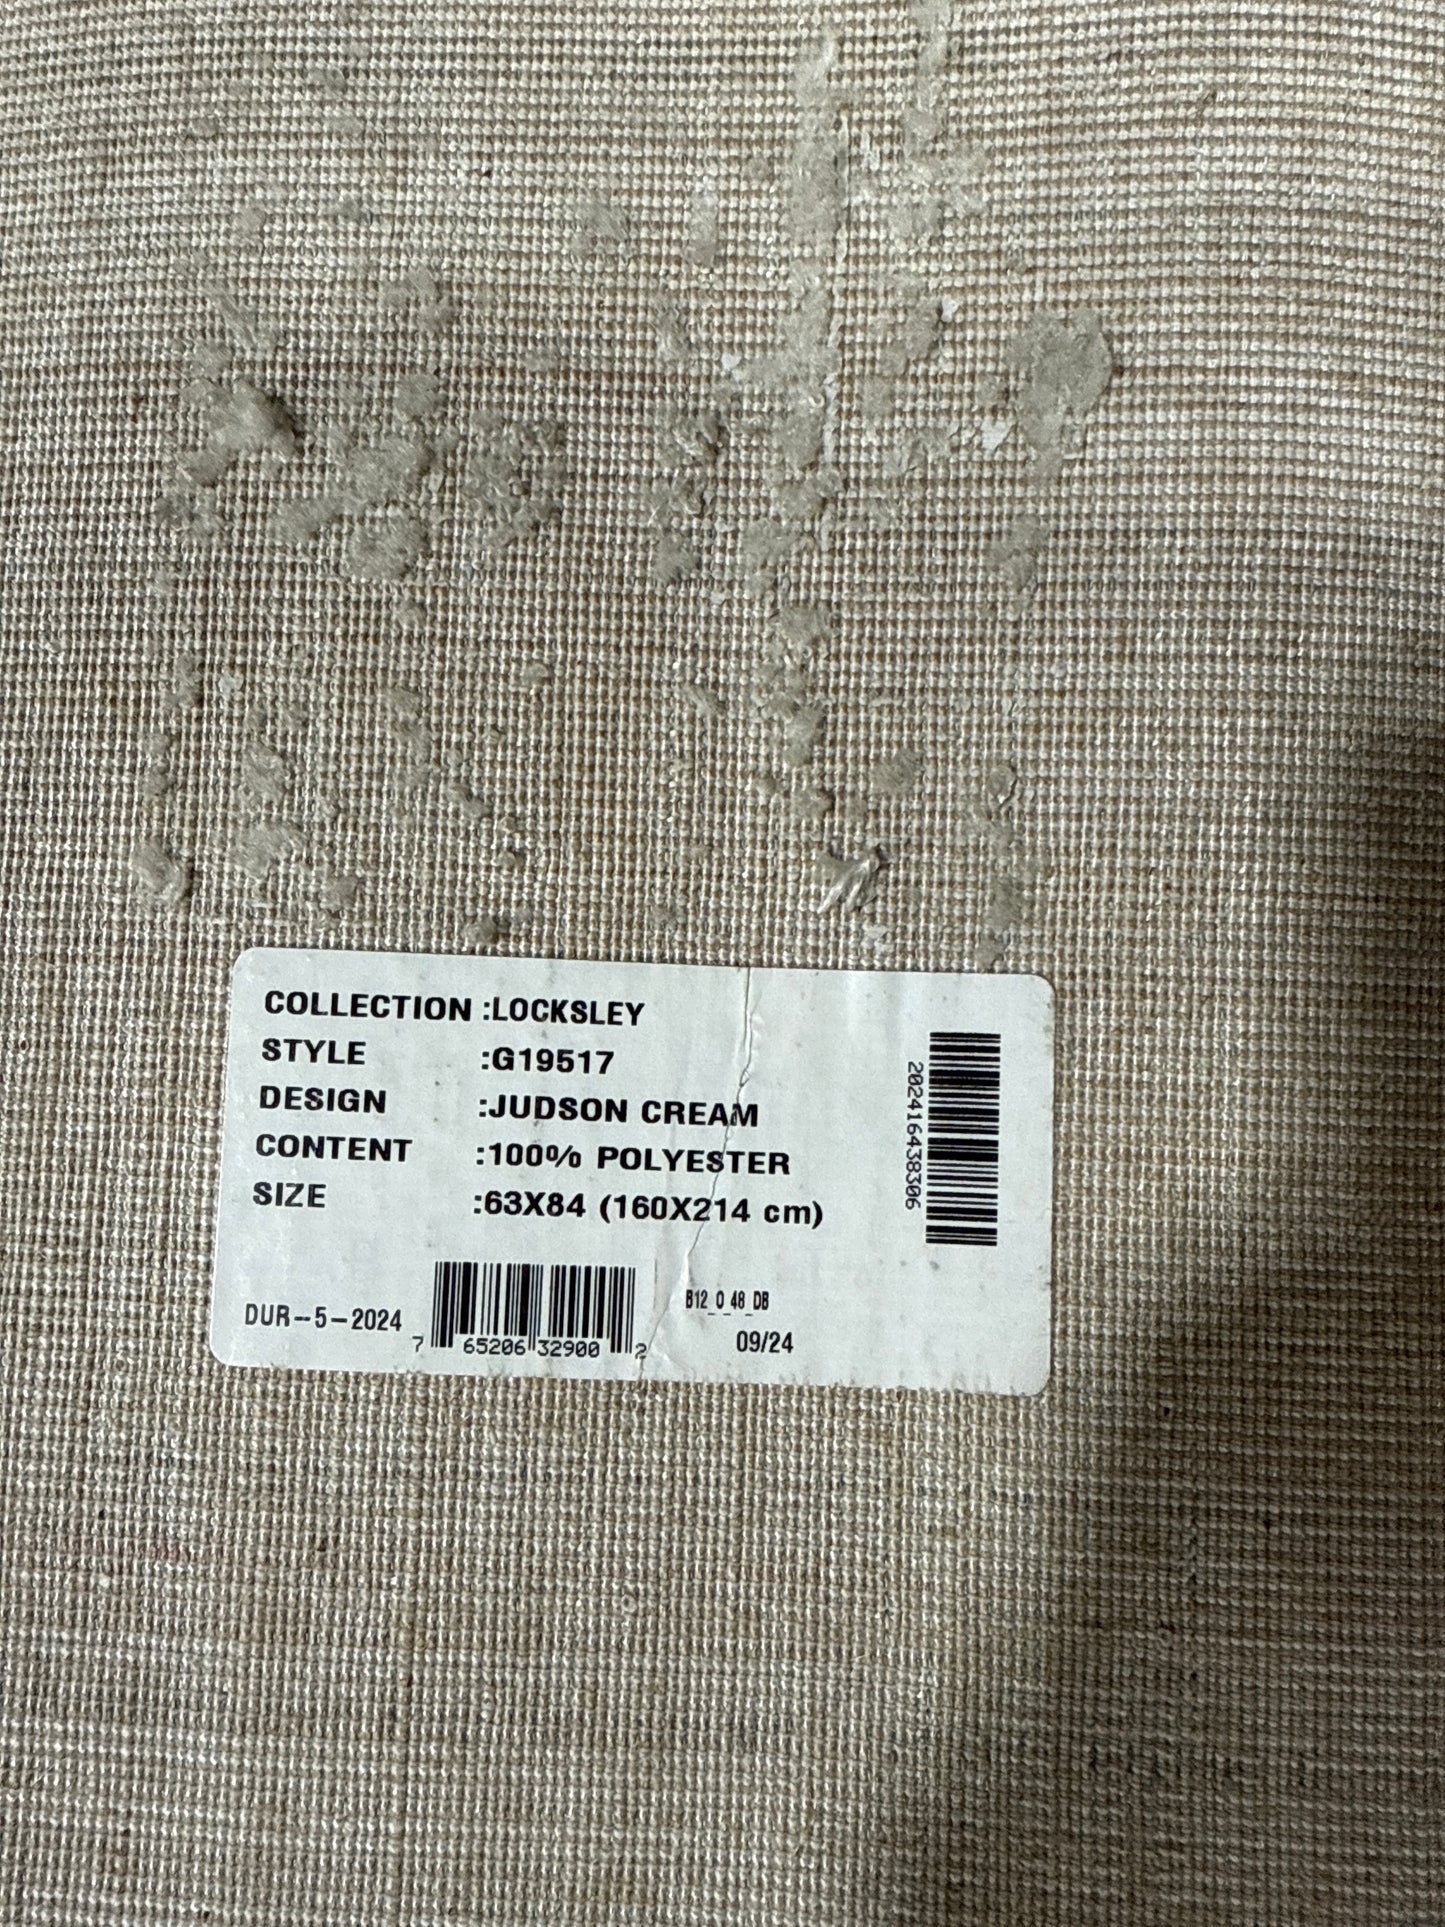 COLLECTION :LOCKSLEY
STYLE :G19517
DESIGN :JUDSON CREAM
CONTENT :100% POLYESTER
SIZE :63X84 (160X214 cm)
202416438306
DUR-5-2024
7 65206 32900 2
B12_0_48_DB
09/24